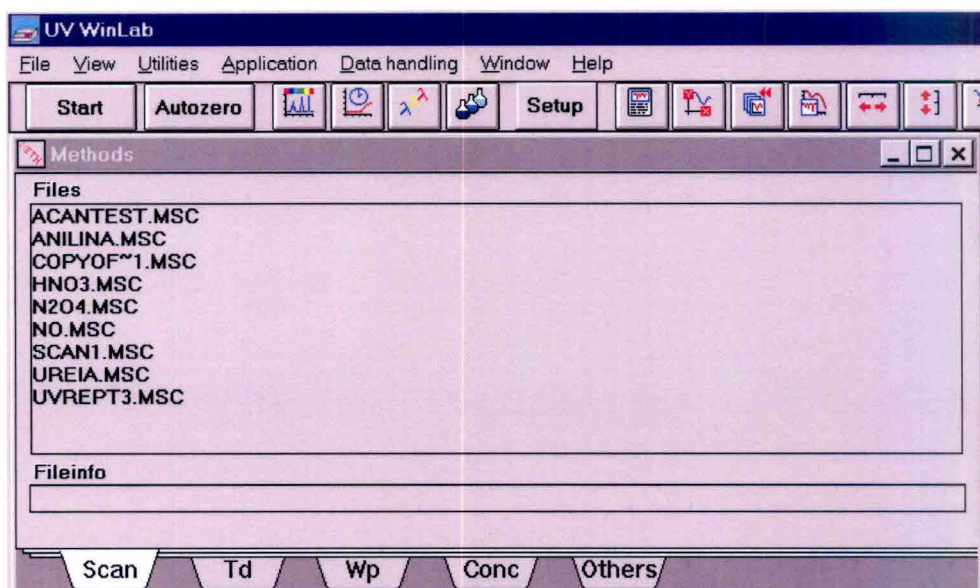 UV WinLab
File View Utilities Application Data handling Window Help
Start Autozero λ λ Setup
Methods
Files
ACANTEST.MSC
ANILINA.MSC
COPYOF~1.MSC
HNO3.MSC
N2O4.MSC
NO.MSC
SCAN1.MSC
UREIA.MSC
UVREPT3.MSC
Fileinfo
Scan Td Wp Conc Others